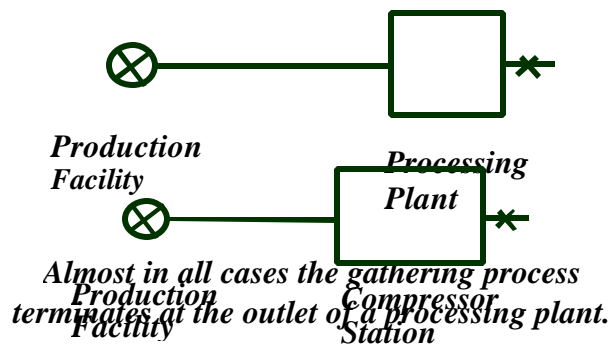 Production
Facility
Processing
Plant
Almost in all cases the gathering process
terminates at the outlet of a processing plant.
Production
Facility
Compressor
Station